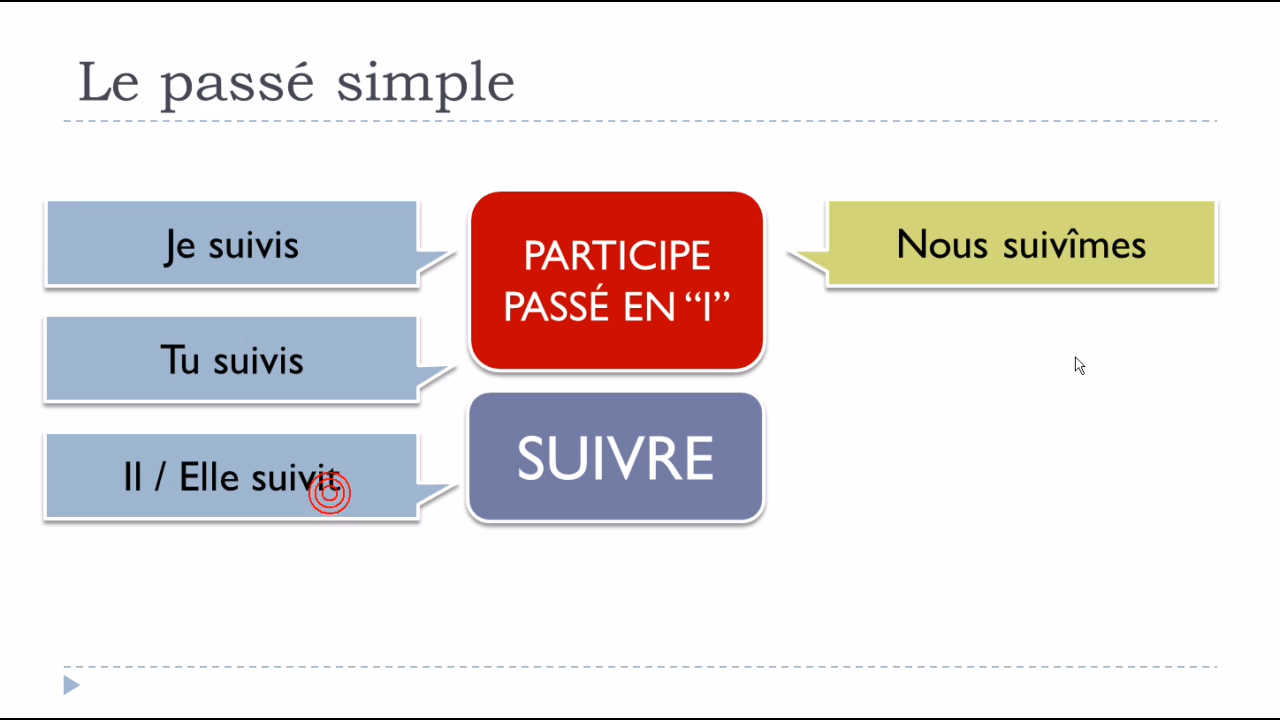 Le passé simple
Je suivis
Tu suivis
Il / Elle suivit
PARTICIPE
PASSÉ EN “I”
SUIVRE
Nous suivîmes